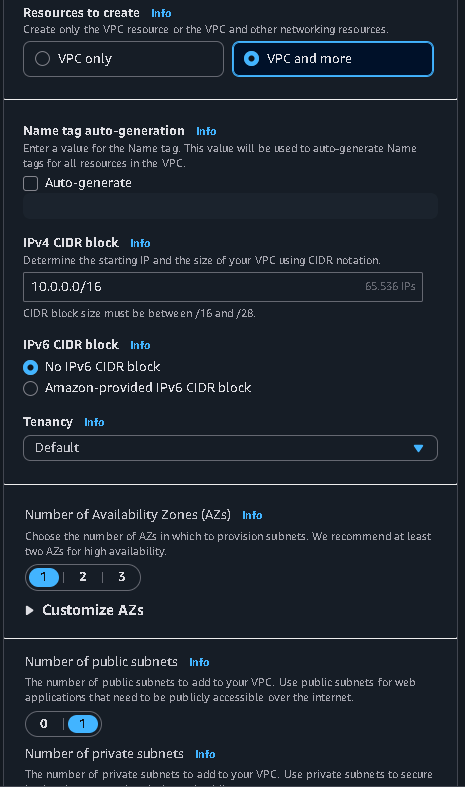 Resources to create Info
Create only the VPC resource or the VPC and other networking resources.
VPC only
VPC and more
Name tag auto-generation Info
Enter a value for the Name tag. This value will be used to auto-generate Name
tags for all resources in the VPC.
Auto-generate
IPv4 CIDR block Info
Determine the starting IP and the size of your VPC using CIDR notation.
10.0.0.0/16 65,536 IPs
CIDR block size must be between /16 and /28.
IPv6 CIDR block Info
No IPv6 CIDR block
Amazon-provided IPv6 CIDR block
Tenancy Info
Default
Number of Availability Zones (AZs) Info
Choose the number of AZs in which to provision subnets. We recommend at least
two AZs for high availability.
1 2 3
Customize AZs
Number of public subnets Info
The number of public subnets to add to your VPC. Use public subnets for web
applications that need to be publicly accessible over the internet.
0 1
Number of private subnets Info
The number of private subnets to add to your VPC. Use private subnets to secure